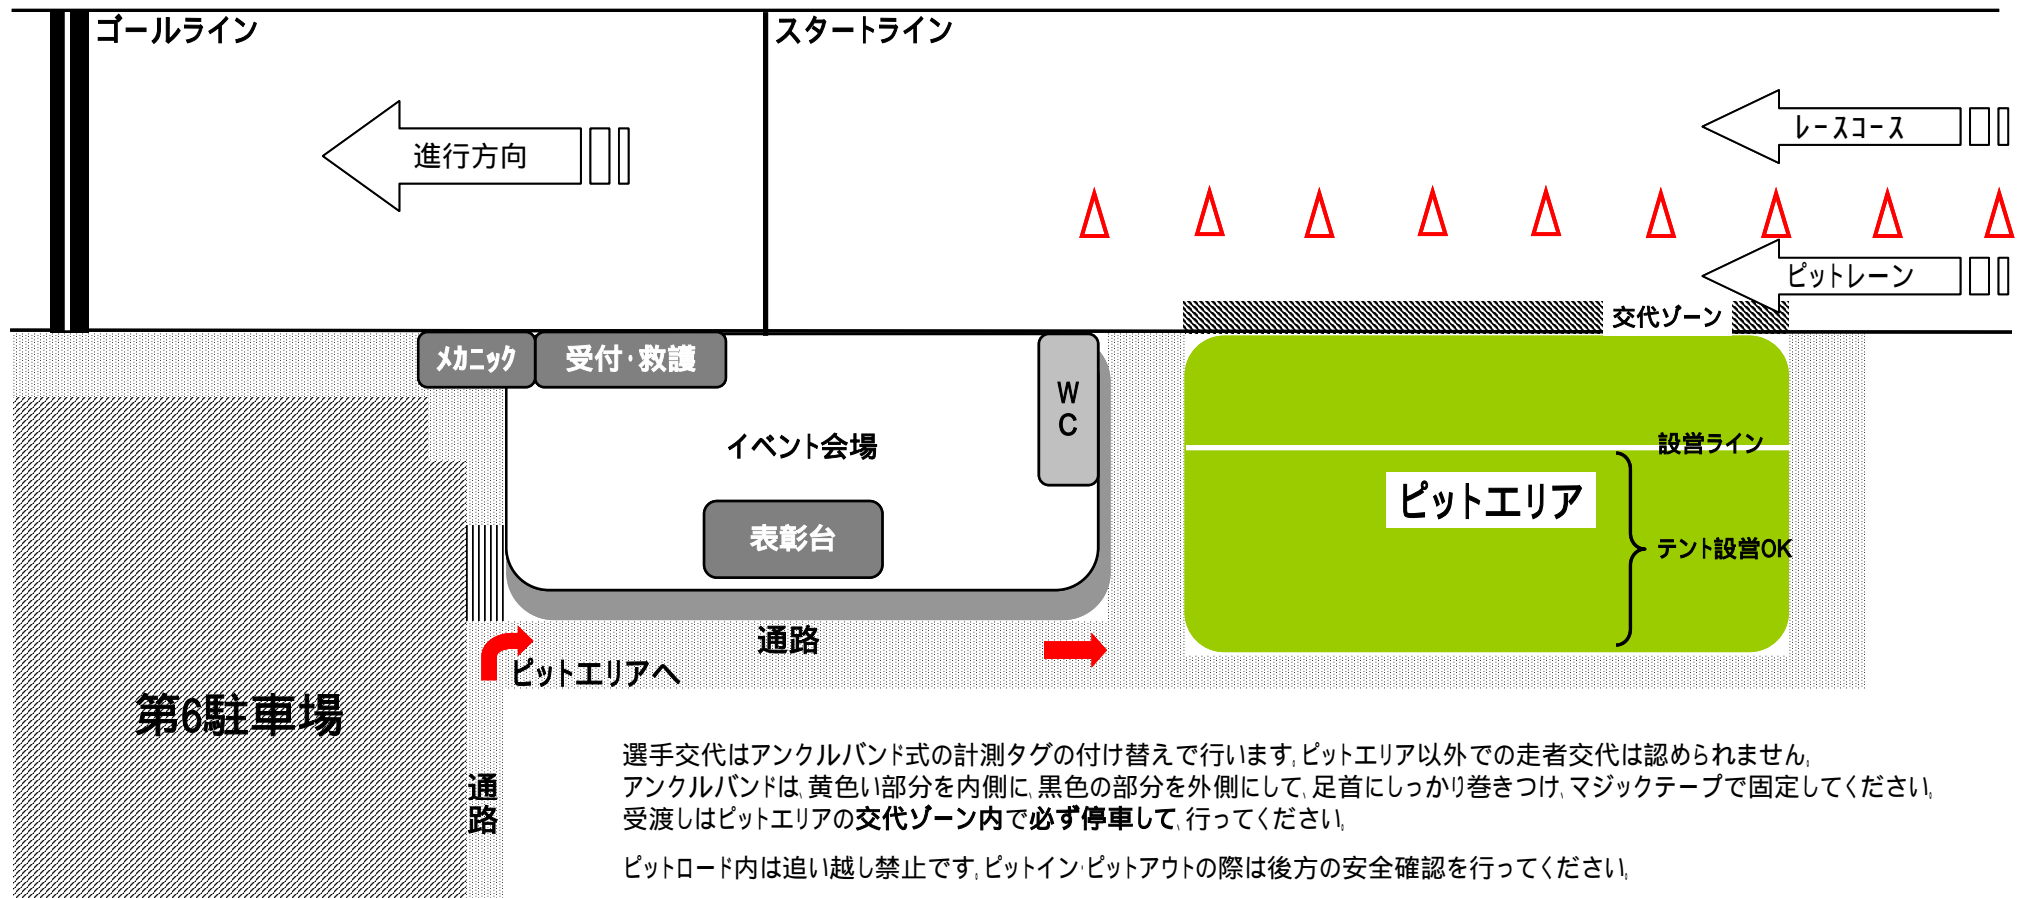 ゴールライン
スタートライン
進行方向
レースコース
ピットレーン
交代ゾーン
メカニック
受付・救護
WC
イベント会場
設営ライン
ピットエリア
表彰台
テント設営OK
通路
ピットエリアへ
第6駐車場
通路
選手交代はアンクルバンド式の計測タグの付け替えで行います。ピットエリア以外での走者交代は認められません。
アンクルバンドは、黄色い部分を内側に、黒色の部分を外側にして、足首にしっかり巻きつけ、マジックテープで固定してください。
受渡しはピットエリアの交代ゾーン内で必ず停車して、行ってください。
ピットロード内は追い越し禁止です。ピットイン・ピットアウトの際は後方の安全確認を行ってください。